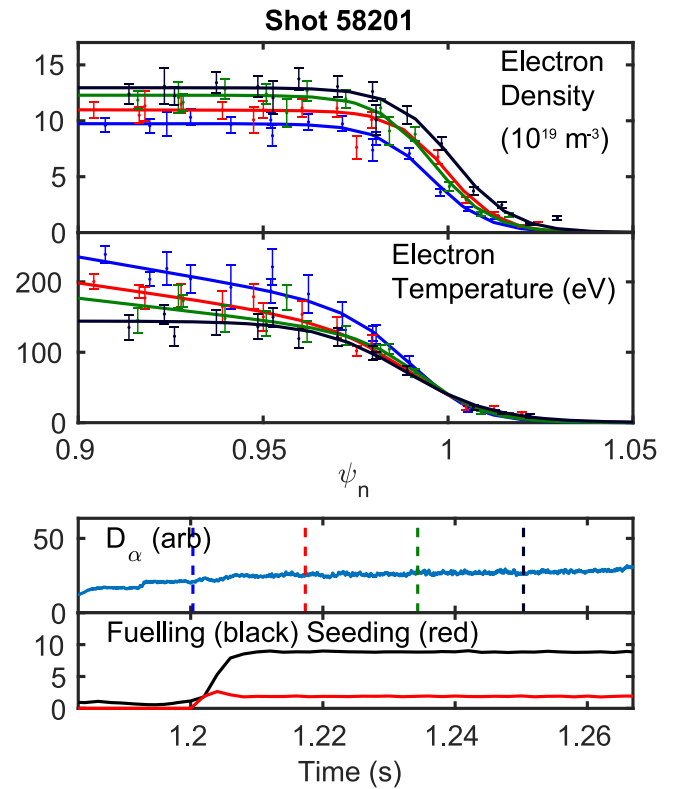 Shot 58201
15
10
5
0
Electron
Density
(10¹⁹ m⁻³)
200
100
0
Electron
Temperature (eV)
0.9 0.95 1 1.05
ψₙ
50
0
D_α (arb)
10
5
0
Fuelling (black) Seeding (red)
1.2 1.22 1.24 1.26
Time (s)